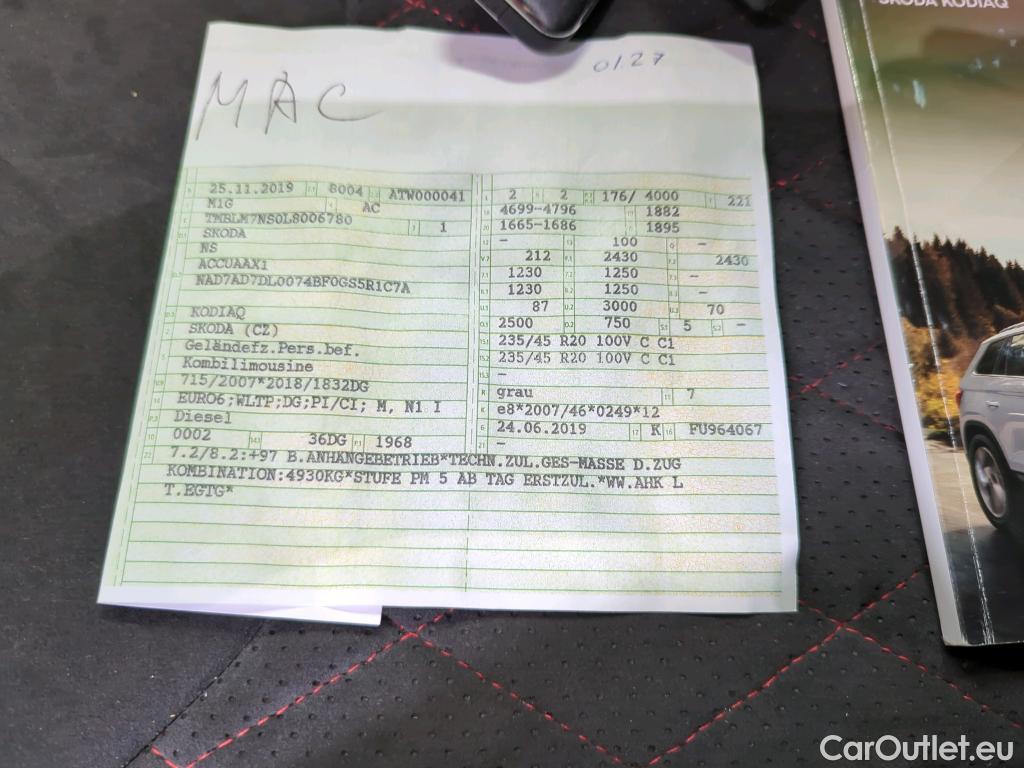 SKODA KODIAQ
MAC
01.27
25.11.2019 8004 ATW000041
M1G AC
TMBLM7NS0L8006780 1
SKODA
NS
ACCUAAX1
NAD7AD7DL0074BF0GS5R1C7A
KODIAQ
SKODA (CZ)
Geländefz.Pers.bef.
Kombilimousine
715/2007*2018/1832DG
EURO6;WLTP;DG;PI/CI; M, N1 I
Diesel
0002 36DG 1968
2 2 176/ 4000 221
4699-4796 1882
1665-1686 1895
- 100 -
212 2430 2430
1230 1250 -
1230 1250 -
87 3000 70
2500 750 5 -
235/45 R20 100V C C1
235/45 R20 100V C C1
-
grau 7
e8*2007/46*0249*12
24.06.2019 K FU964067
-
7.2/8.2:+97 B.ANHÄNGEBETRIEB*TECHN.ZUL.GES-MASSE D.ZUG
KOMBINATION:4930KG*STUFE PM 5 AB TAG ERSTZUL.*WW.AHK L
T.EGTG*
CarOutlet.eu